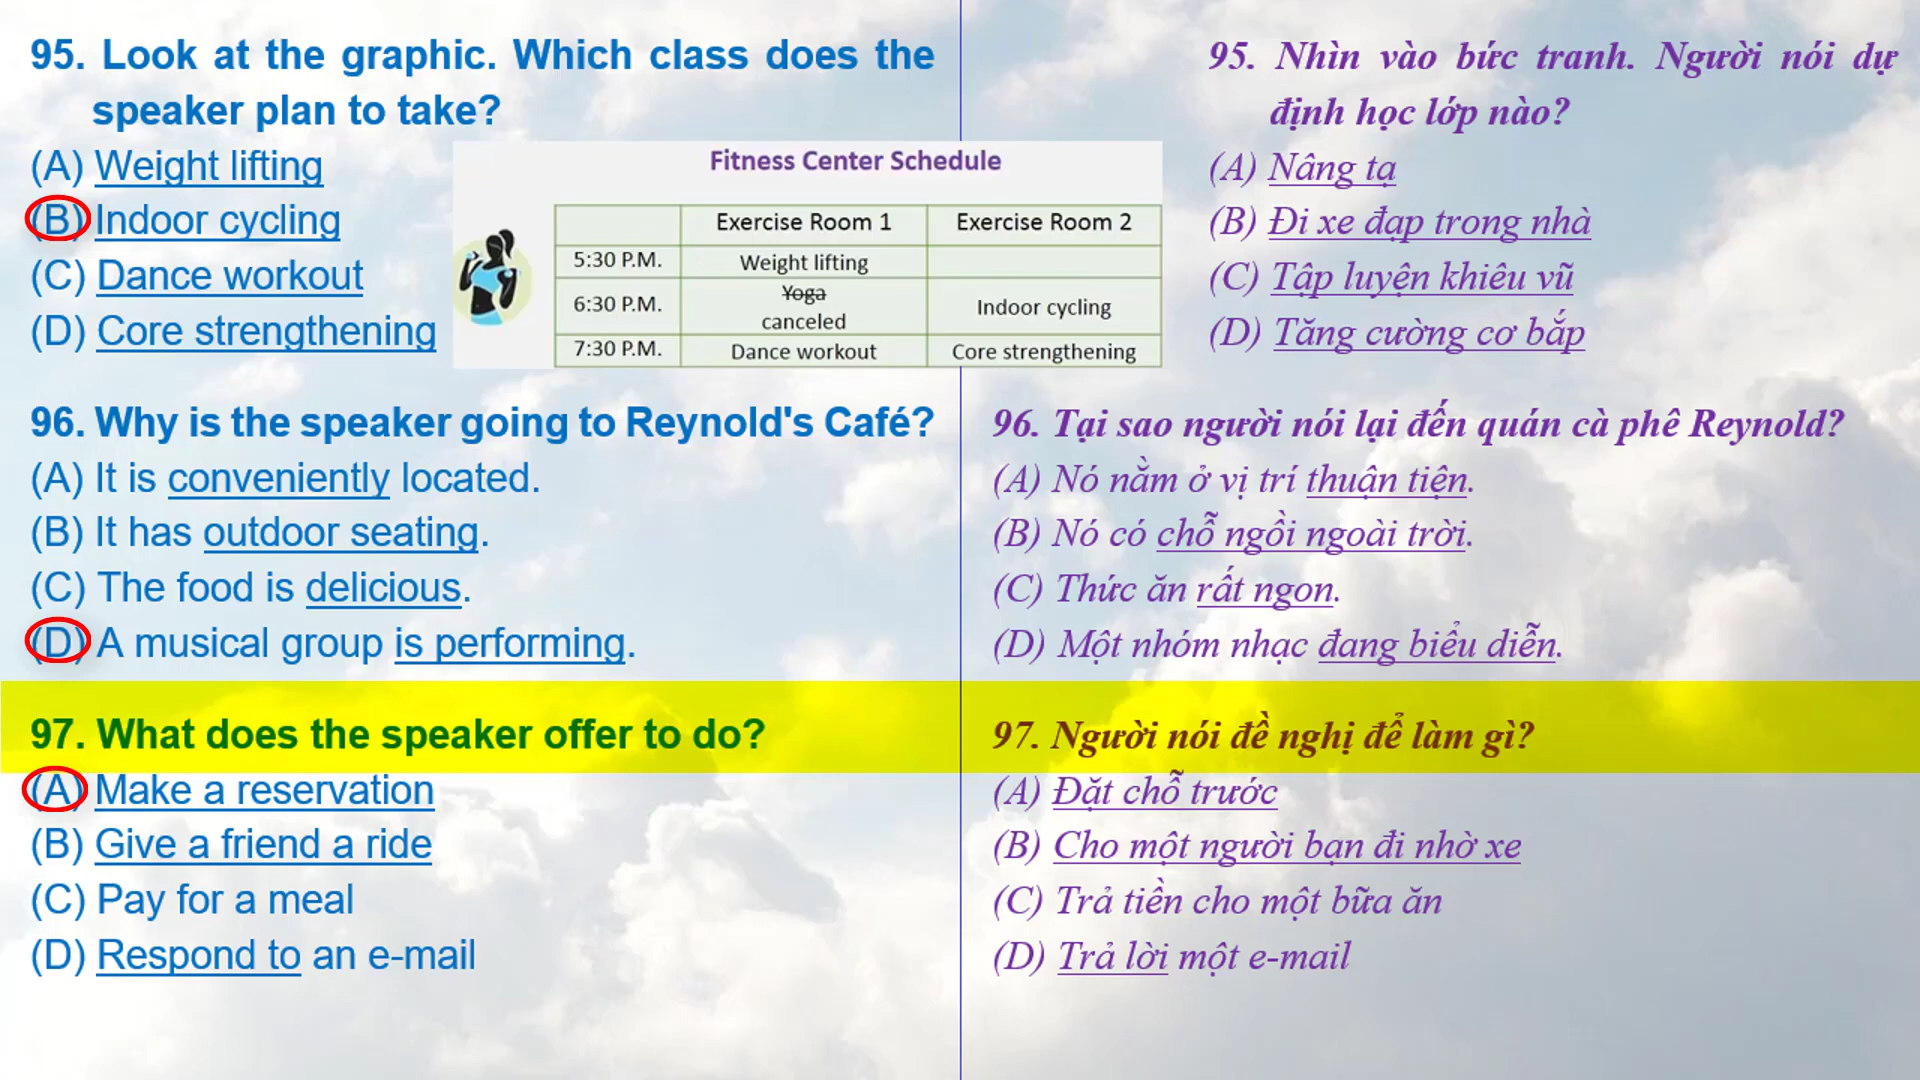 95. Look at the graphic. Which class does the
speaker plan to take?
(A) Weight lifting
(B) Indoor cycling
(C) Dance workout
(D) Core strengthening
Fitness Center Schedule
Exercise Room 1 Exercise Room 2
5:30 P.M. Weight lifting
6:30 P.M. Yoga canceled Indoor cycling
7:30 P.M. Dance workout Core strengthening
96. Why is the speaker going to Reynold's Café?
(A) It is conveniently located.
(B) It has outdoor seating.
(C) The food is delicious.
(D) A musical group is performing.
97. What does the speaker offer to do?
(A) Make a reservation
(B) Give a friend a ride
(C) Pay for a meal
(D) Respond to an e-mail
95. Nhìn vào bức tranh. Người nói dự
định học lớp nào?
(A) Nâng tạ
(B) Đi xe đạp trong nhà
(C) Tập luyện khiêu vũ
(D) Tăng cường cơ bắp
96. Tại sao người nói lại đến quán cà phê Reynold?
(A) Nó nằm ở vị trí thuận tiện.
(B) Nó có chỗ ngồi ngoài trời.
(C) Thức ăn rất ngon.
(D) Một nhóm nhạc đang biểu diễn.
97. Người nói đề nghị để làm gì?
(A) Đặt chỗ trước
(B) Cho một người bạn đi nhờ xe
(C) Trả tiền cho một bữa ăn
(D) Trả lời một e-mail